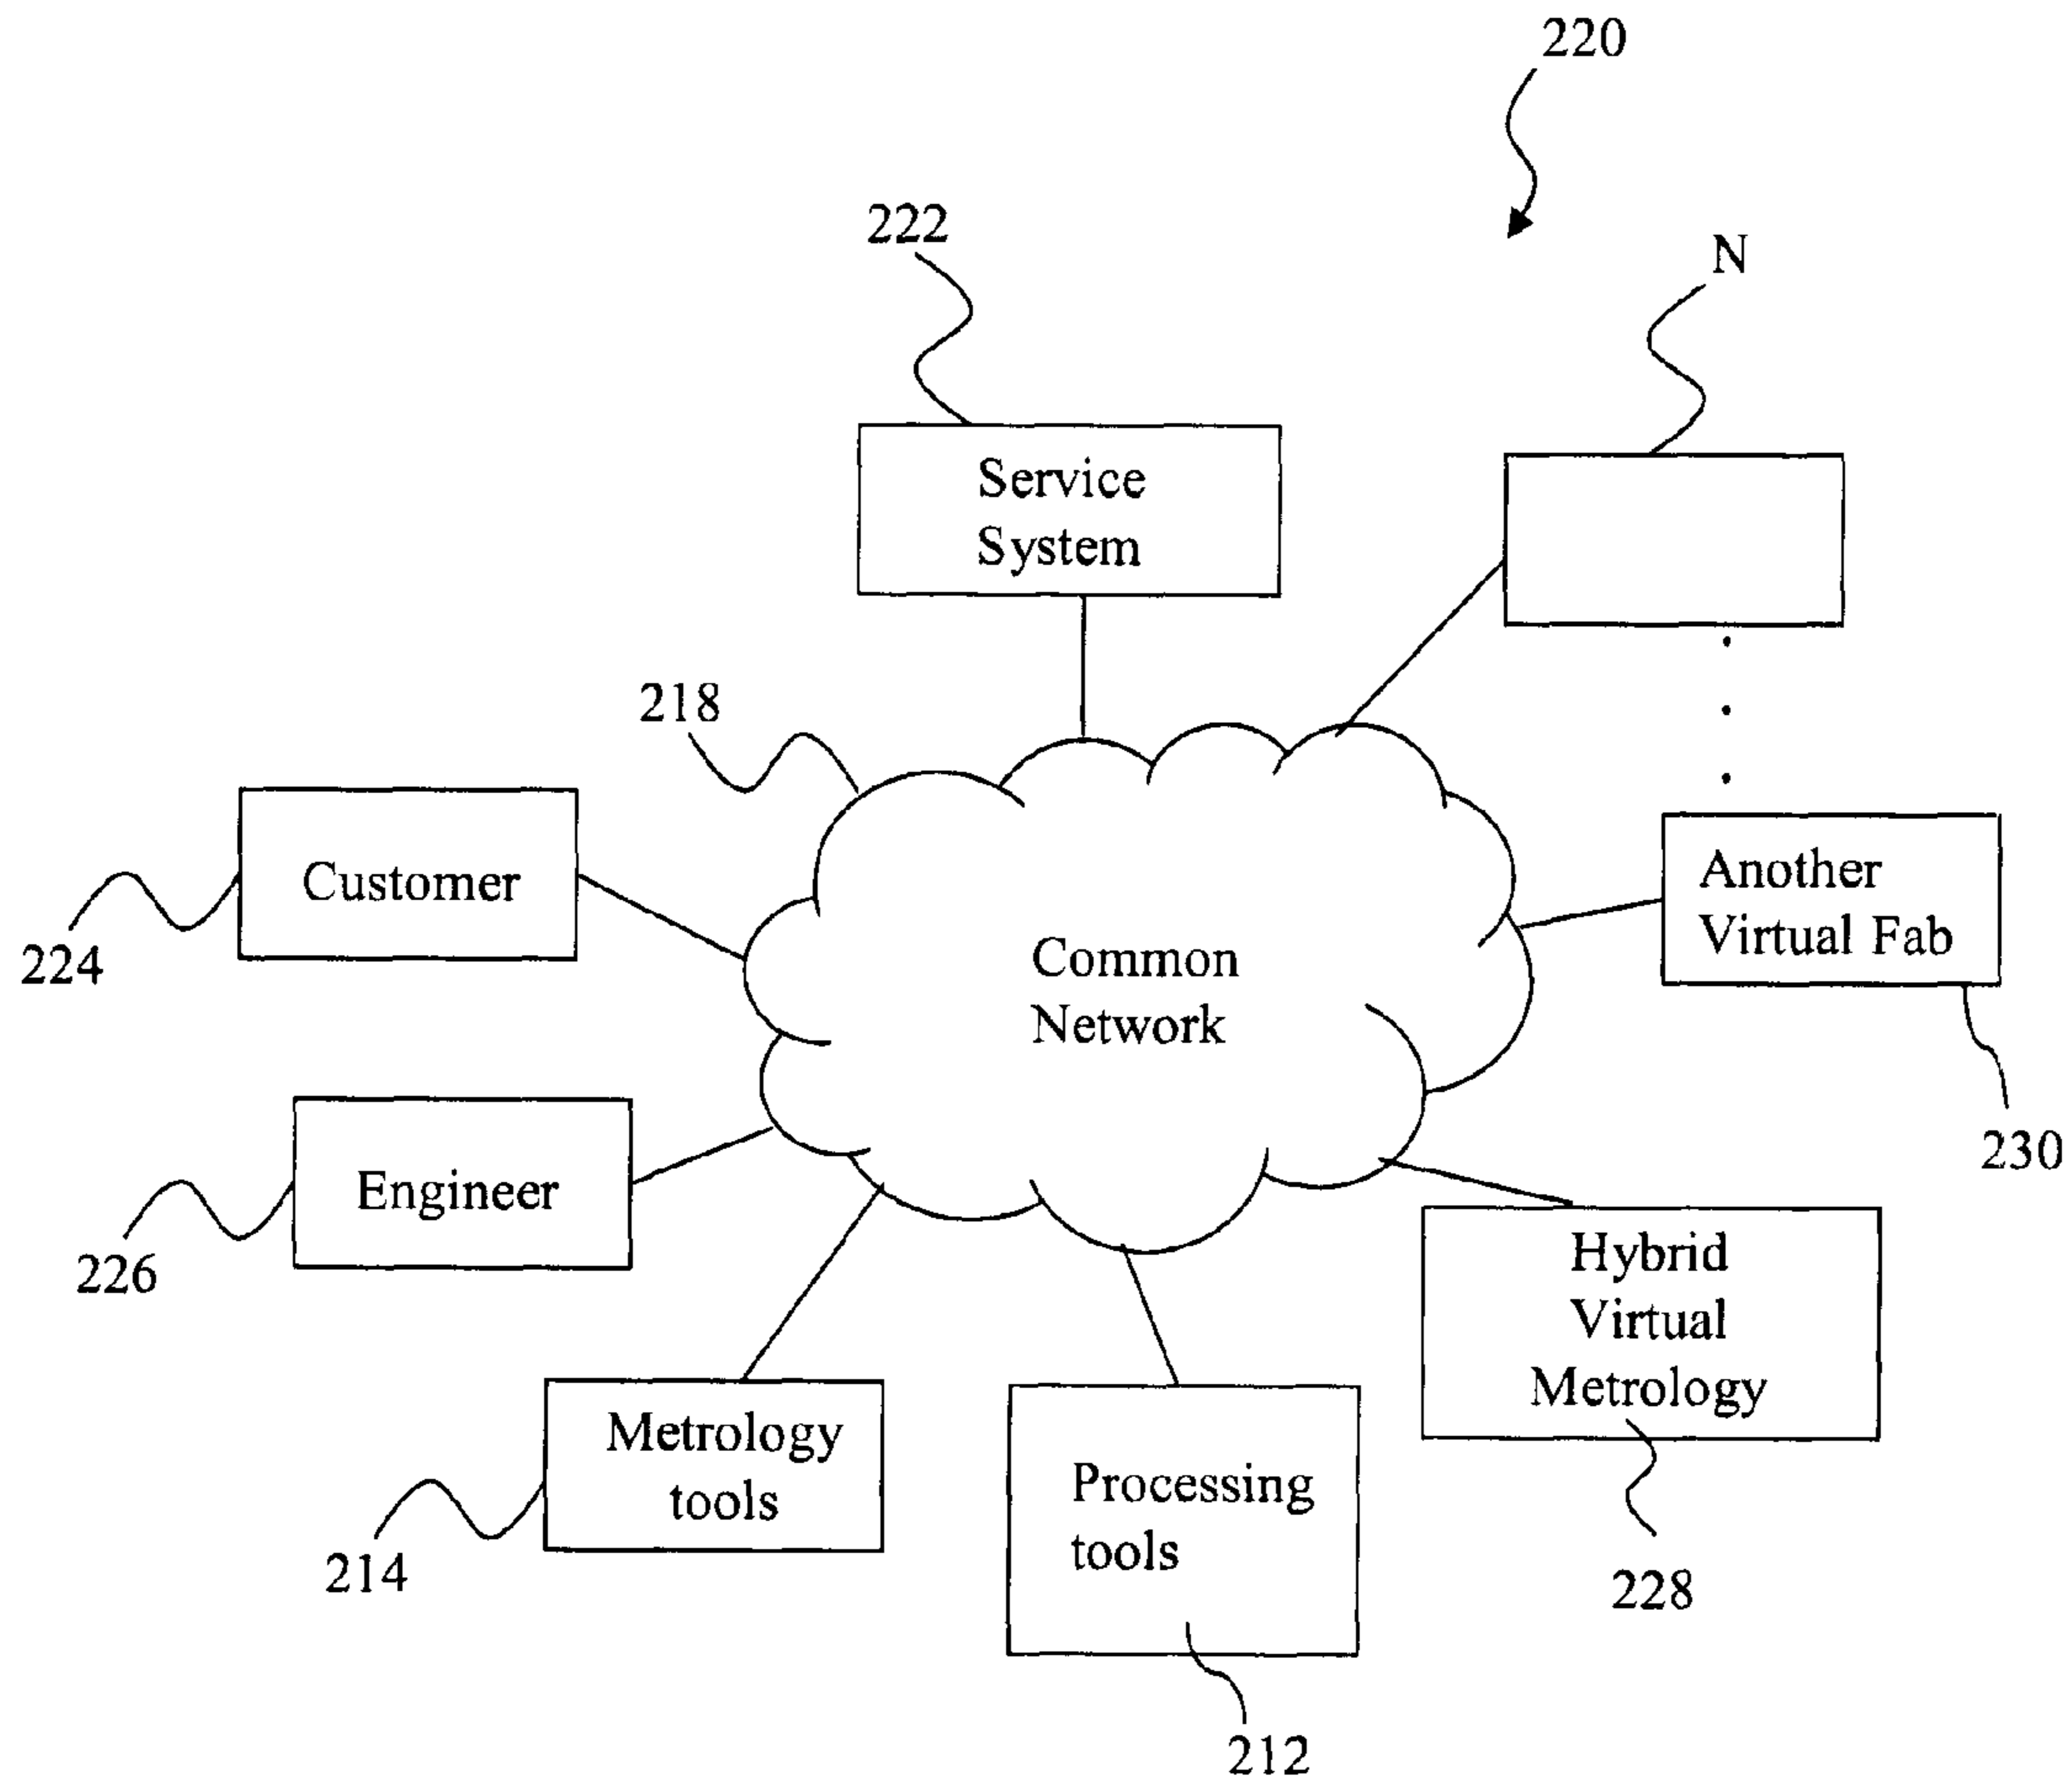 220
222
N
Service
System
218
Customer
224
Another
Virtual Fab
Common
Network
230
Engineer
226
Hybrid
Virtual
Metrology
Metrology
tools
214
Processing
tools
228
212